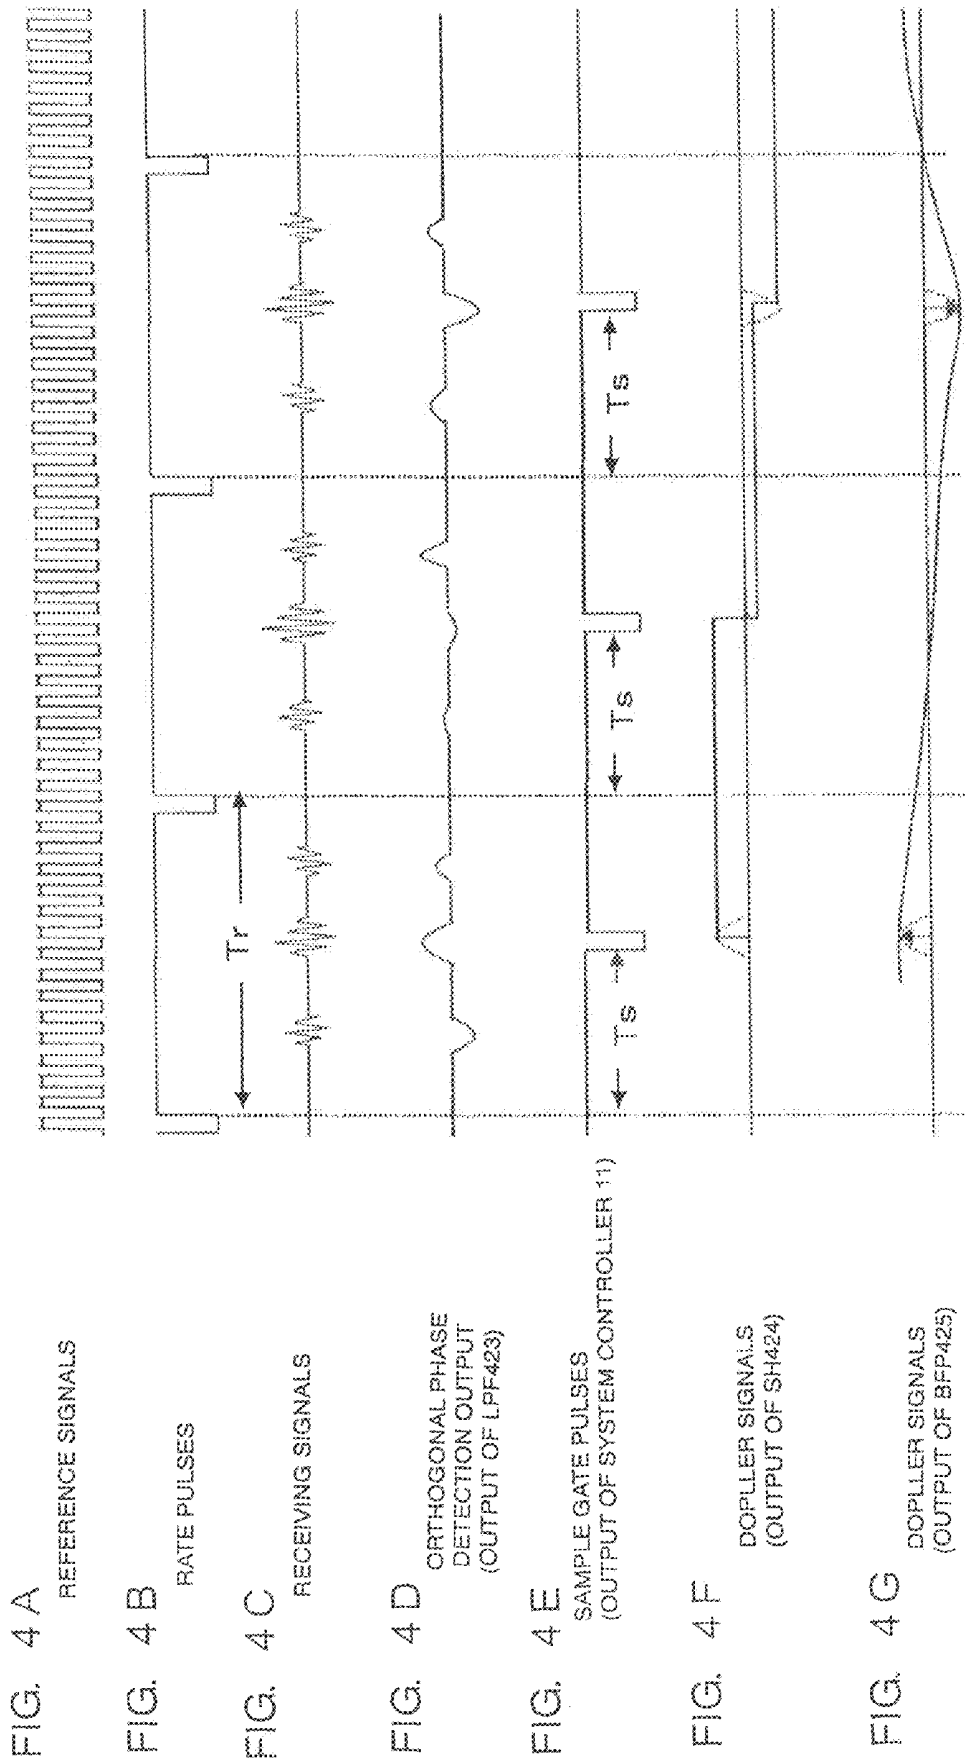 FIG. 4 A
REFERENCE SIGNALS
FIG. 4 B
RATE PULSES
Tr
FIG. 4 C
RECEIVING SIGNALS
FIG. 4 D
ORTHOGONAL PHASE
DETECTION OUTPUT
(OUTPUT OF LPF423)
FIG. 4 E
SAMPLE GATE PULSES
(OUTPUT OF SYSTEM CONTROLLER 11)
Ts
Ts
Ts
FIG. 4 F
DOPLLER SIGNALS
(OUTPUT OF SH424)
FIG. 4 G
DOPLLER SIGNALS
(OUTPUT OF BFP425)